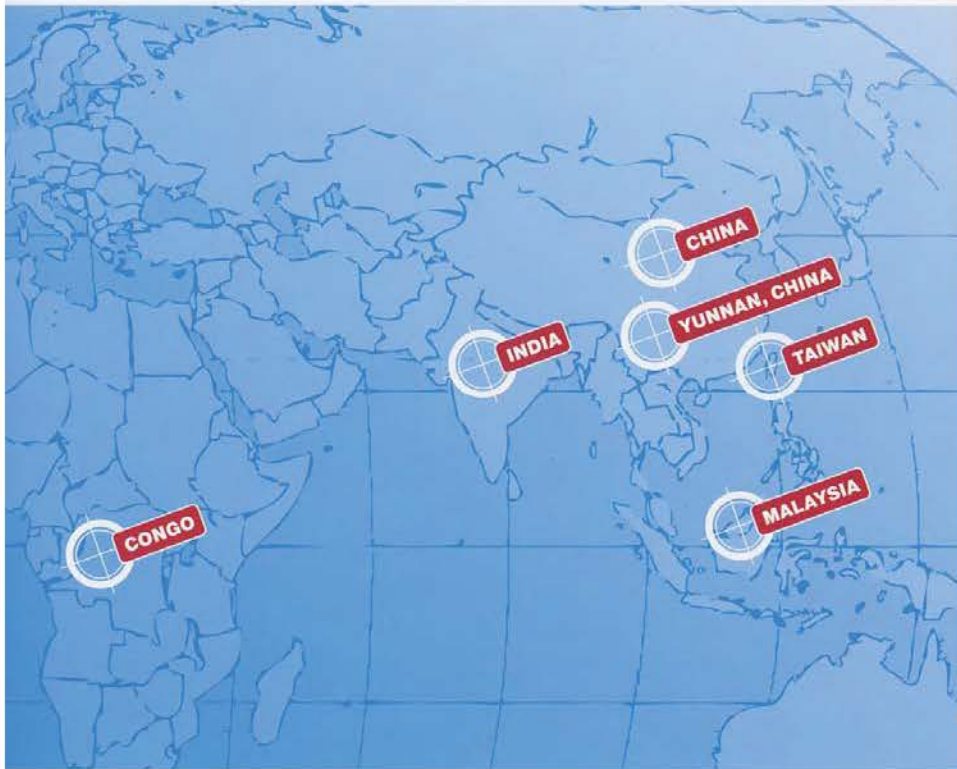 CHINA
YUNNAN, CHINA
INDIA
TAIWAN
MALAYSIA
CONGO